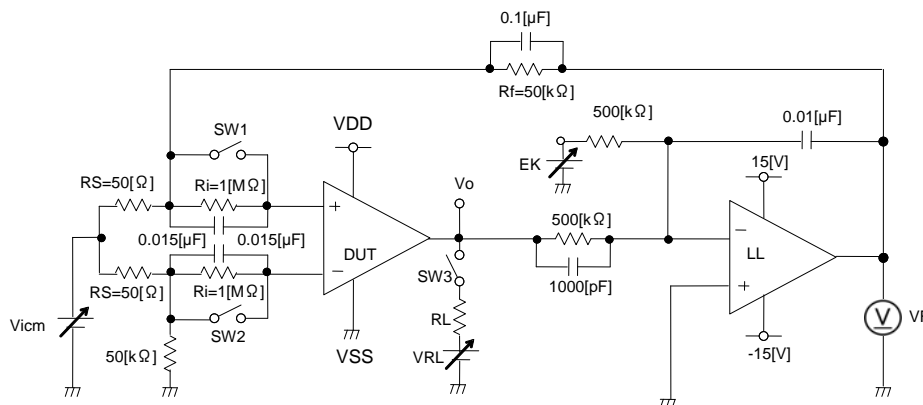 0.1[μF]
Rf=50[kΩ]
500[kΩ]
0.01[μF]
SW1
VDD
EK
15[V]
RS=50[Ω]
Ri=1[MΩ]
Vo
0.015[μF]
0.015[μF]
500[kΩ]
+
DUT
−
−
LL
+
RS=50[Ω]
Ri=1[MΩ]
SW3
1000[pF]
Vicm
SW2
RL
V
50[kΩ]
VSS
VRL
-15[V]